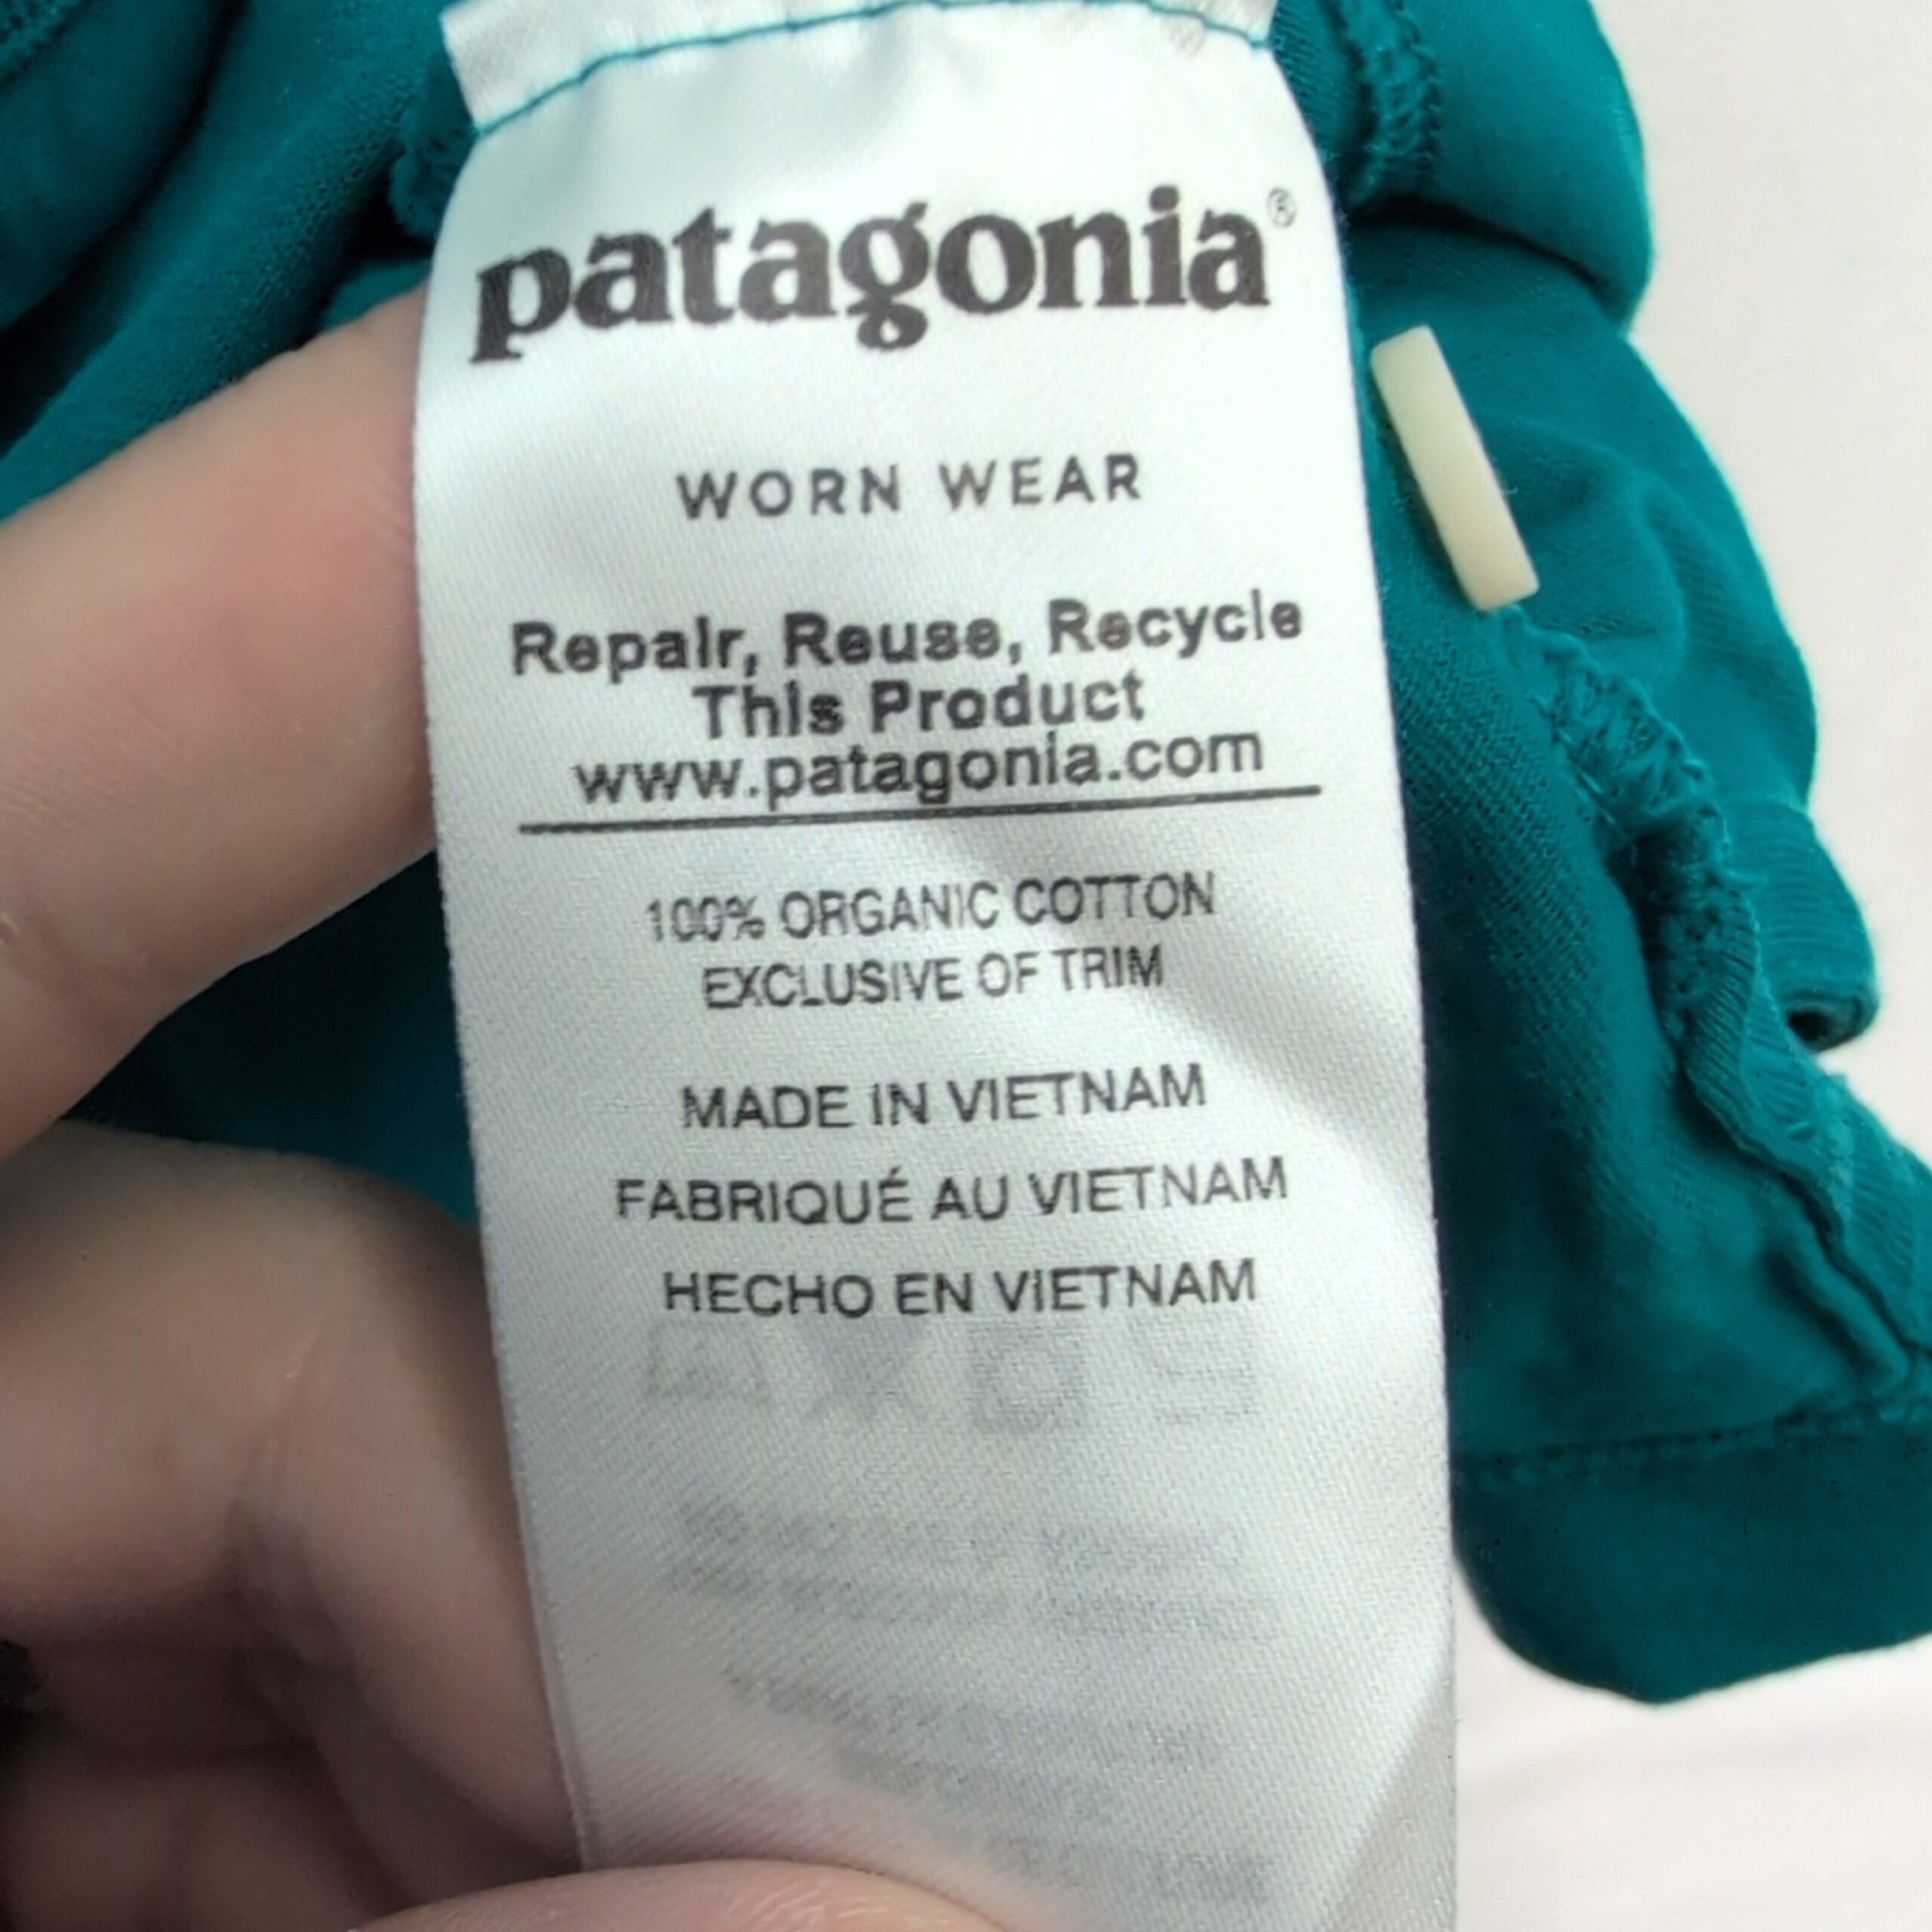 patagonia®
WORN WEAR
Repair, Reuse, Recycle
This Product
www.patagonia.com
100% ORGANIC COTTON
EXCLUSIVE OF TRIM
MADE IN VIETNAM
FABRIQUÉ AU VIETNAM
HECHO EN VIETNAM